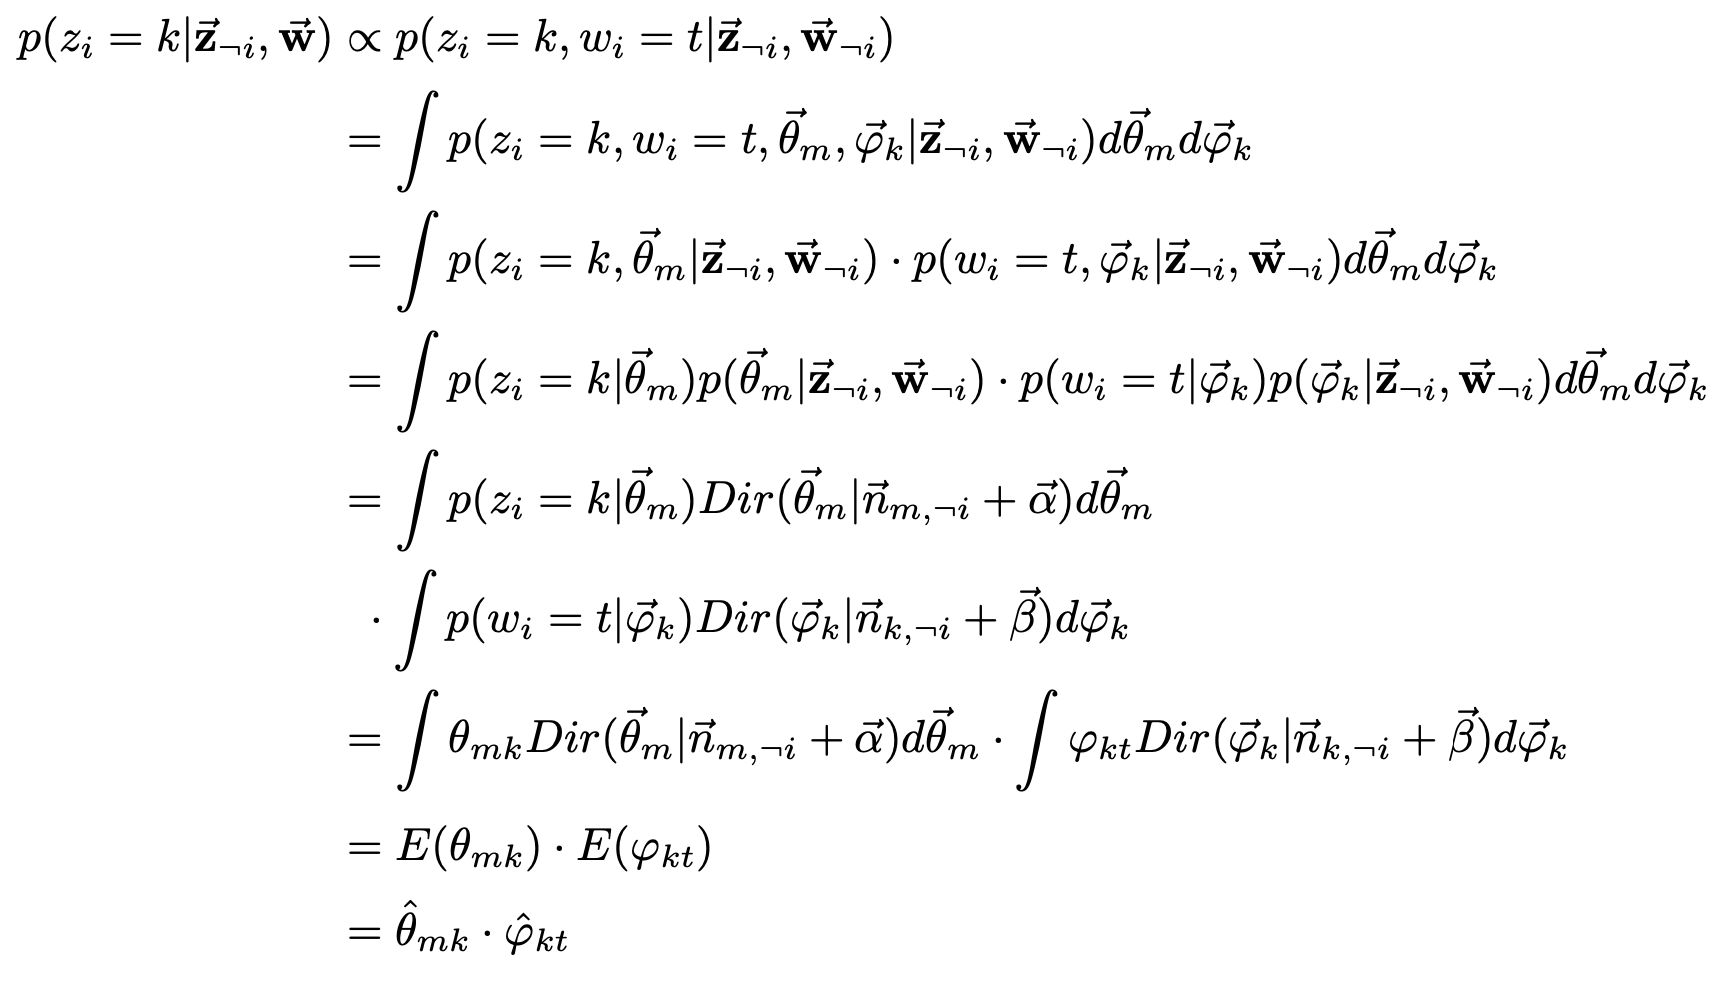 $p(z_i = k|\vec{\mathbf{z}}_{\neg i}, \vec{\mathbf{w}}) \propto p(z_i = k, w_i = t|\vec{\mathbf{z}}_{\neg i}, \vec{\mathbf{w}}_{\neg i})$
$= \int p(z_i = k, w_i = t, \vec{\theta}_m, \vec{\varphi}_k|\vec{\mathbf{z}}_{\neg i}, \vec{\mathbf{w}}_{\neg i}) d\vec{\theta}_m d\vec{\varphi}_k$
$= \int p(z_i = k, \vec{\theta}_m|\vec{\mathbf{z}}_{\neg i}, \vec{\mathbf{w}}_{\neg i}) \cdot p(w_i = t, \vec{\varphi}_k|\vec{\mathbf{z}}_{\neg i}, \vec{\mathbf{w}}_{\neg i}) d\vec{\theta}_m d\vec{\varphi}_k$
$= \int p(z_i = k|\vec{\theta}_m) p(\vec{\theta}_m|\vec{\mathbf{z}}_{\neg i}, \vec{\mathbf{w}}_{\neg i}) \cdot p(w_i = t|\vec{\varphi}_k) p(\vec{\varphi}_k|\vec{\mathbf{z}}_{\neg i}, \vec{\mathbf{w}}_{\neg i}) d\vec{\theta}_m d\vec{\varphi}_k$
$= \int p(z_i = k|\vec{\theta}_m) Dir(\vec{\theta}_m|\vec{n}_{m,\neg i} + \vec{\alpha}) d\vec{\theta}_m$
$\cdot \int p(w_i = t|\vec{\varphi}_k) Dir(\vec{\varphi}_k|\vec{n}_{k,\neg i} + \vec{\beta}) d\vec{\varphi}_k$
$= \int \theta_{mk} Dir(\vec{\theta}_m|\vec{n}_{m,\neg i} + \vec{\alpha}) d\vec{\theta}_m \cdot \int \varphi_{kt} Dir(\vec{\varphi}_k|\vec{n}_{k,\neg i} + \vec{\beta}) d\vec{\varphi}_k$
$= E(\theta_{mk}) \cdot E(\varphi_{kt})$
$= \hat{\theta}_{mk} \cdot \hat{\varphi}_{kt}$